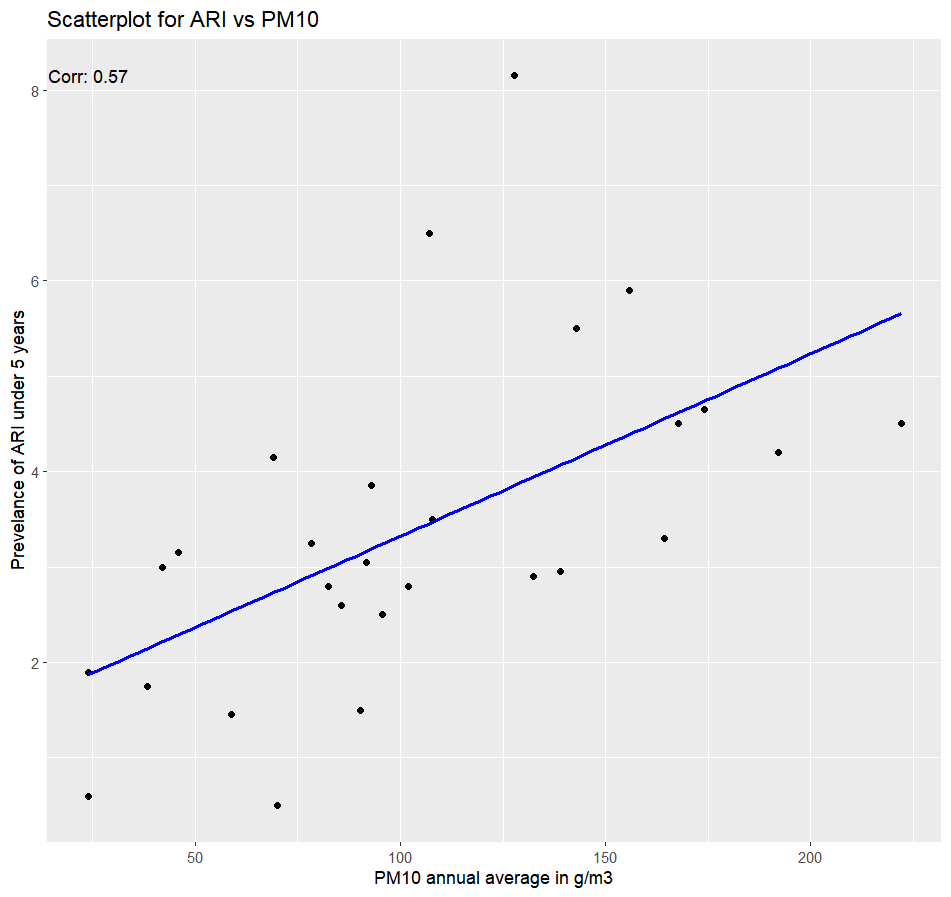 Scatterplot for ARI vs PM10
Corr: 0.57
8
6
4
2
Prevelance of ARI under 5 years
50 100 150 200
PM10 annual average in g/m3